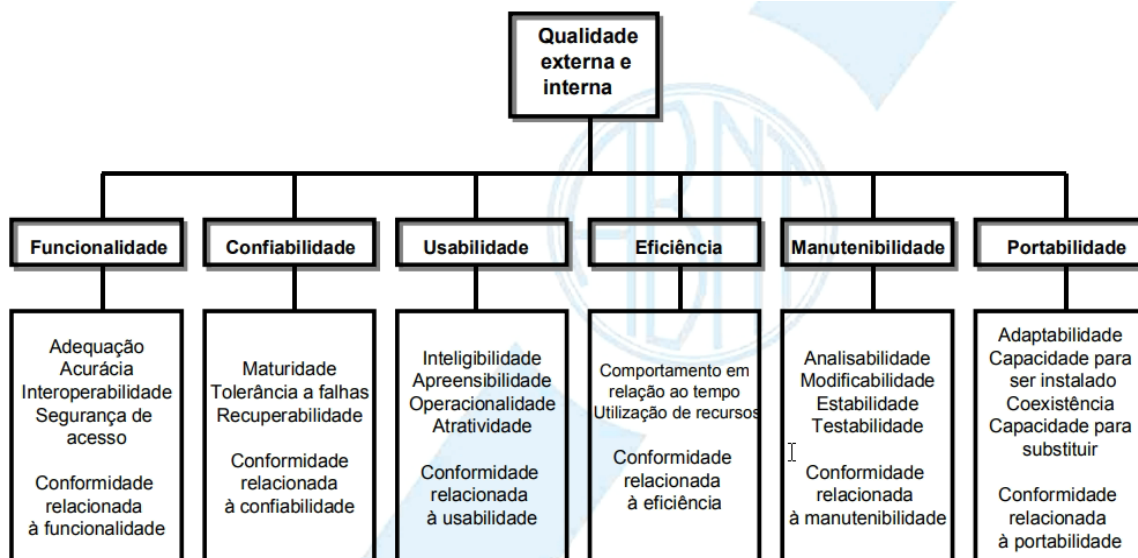 Qualidade
externa e
interna
Funcionalidade
Confiabilidade
Usabilidade
Eficiência
Manutenibilidade
Portabilidade
Adequação
Acurácia
Interoperabilidade
Segurança de
acesso
Conformidade
relacionada
à funcionalidade
Maturidade
Tolerância a falhas
Recuperabilidade
Conformidade
relacionada
à confiabilidade
Inteligibilidade
Apreensibilidade
Operacionalidade
Atratividade
Conformidade
relacionada
à usabilidade
Comportamento em
relação ao tempo
Utilização de recursos
Conformidade
relacionada
à eficiência
Analisabilidade
Modificabilidade
Estabilidade
Testabilidade
Conformidade
relacionada
à manutenibilidade
Adaptabilidade
Capacidade para
ser instalado
Coexistência
Capacidade para
substituir
Conformidade
relacionada
à portabilidade
ABNT